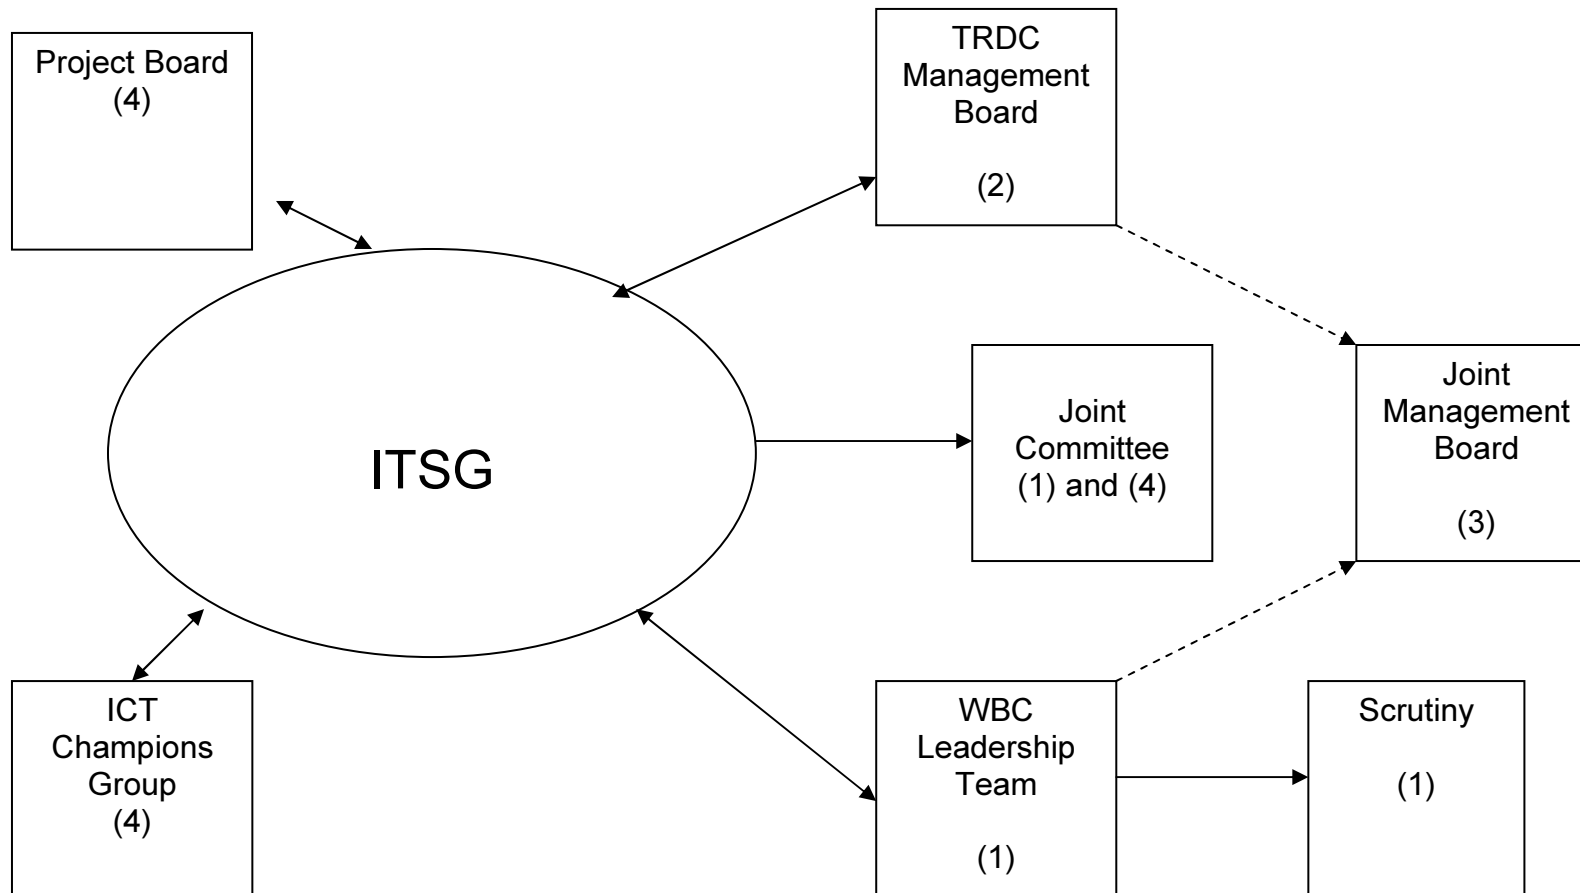 Project Board
(4)
TRDC
Management
Board
(2)
Joint
Committee
(1) and (4)
Joint
Management
Board
(3)
ITSG
ICT
Champions
Group
(4)
WBC
Leadership
Team
(1)
Scrutiny
(1)